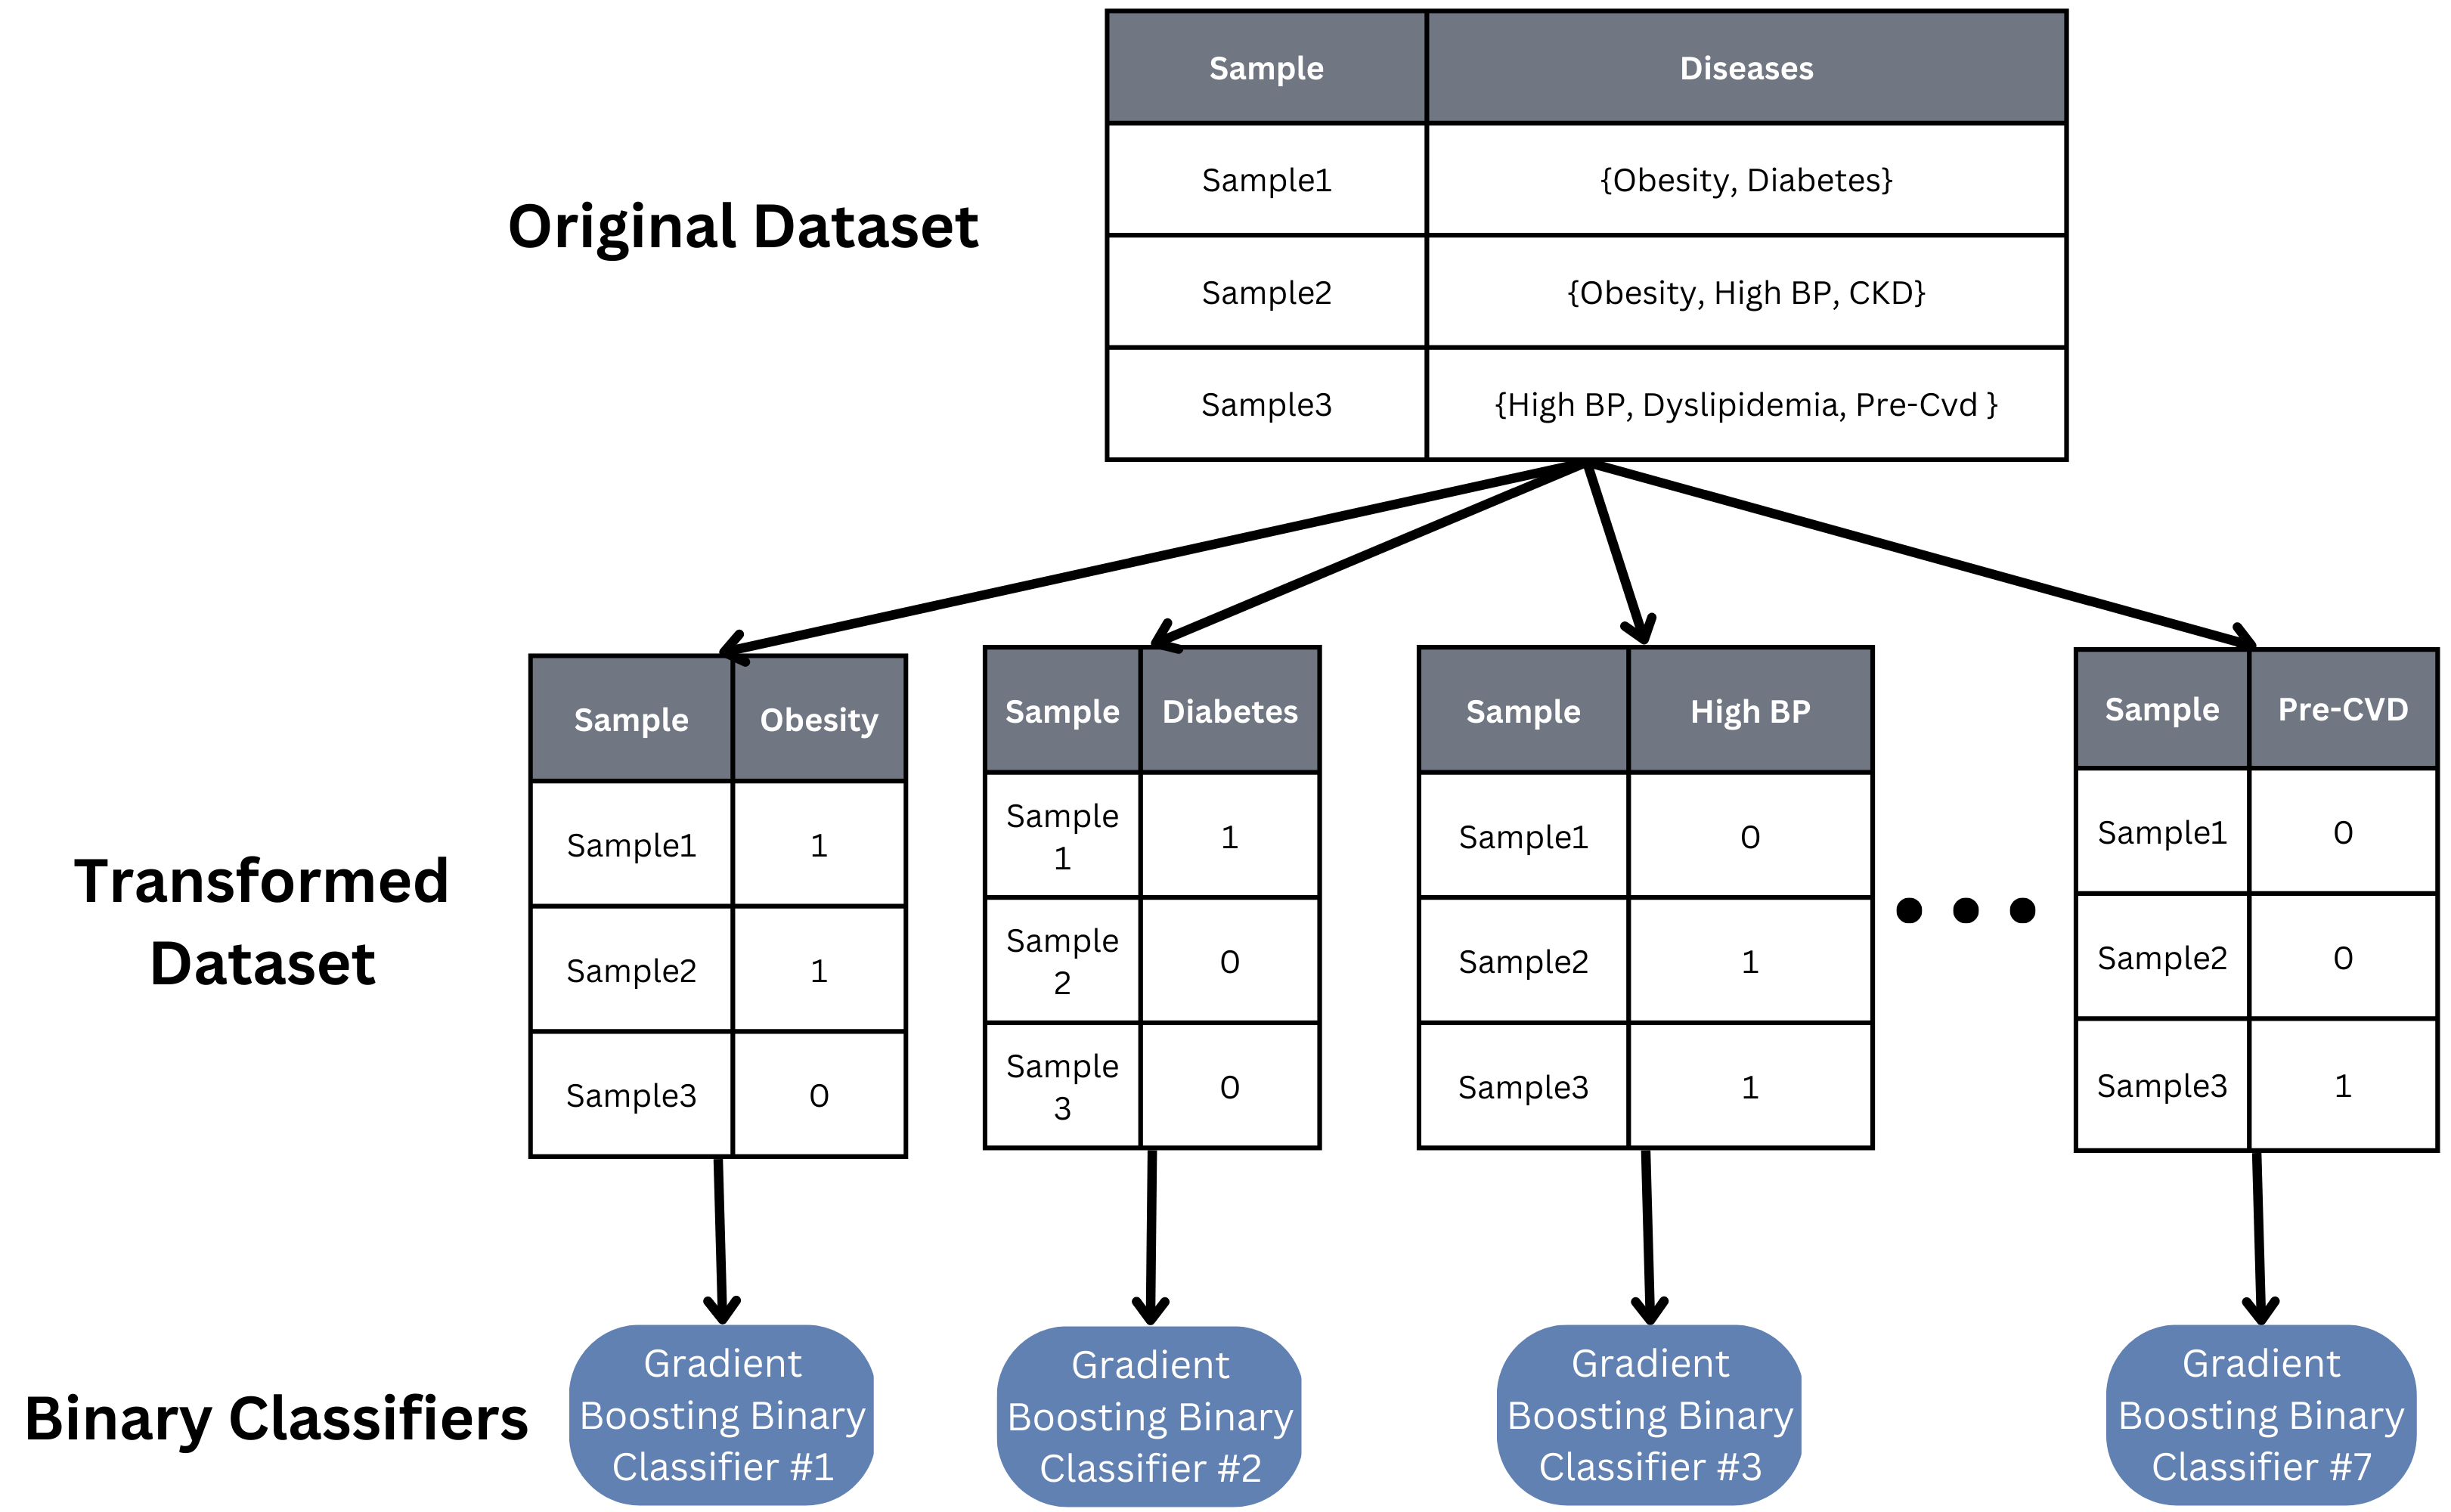 Sample Diseases
Sample1 {Obesity, Diabetes}
Original Dataset
Sample2 {Obesity, High BP, CKD}
Sample3 {High BP, Dyslipidemia, Pre-Cvd }
Transformed
Dataset
Sample Obesity
Sample1 1
Sample2 1
Sample3 0
Sample Diabetes
Sample
1 1
Sample
2 0
Sample
3 0
Sample High BP
Sample1 0
Sample2 1
Sample3 1
Sample Pre-CVD
Sample1 0
Sample2 0
Sample3 1
Binary Classifiers
Gradient
Boosting Binary
Classifier #1
Gradient
Boosting Binary
Classifier #2
Gradient
Boosting Binary
Classifier #3
Gradient
Boosting Binary
Classifier #7